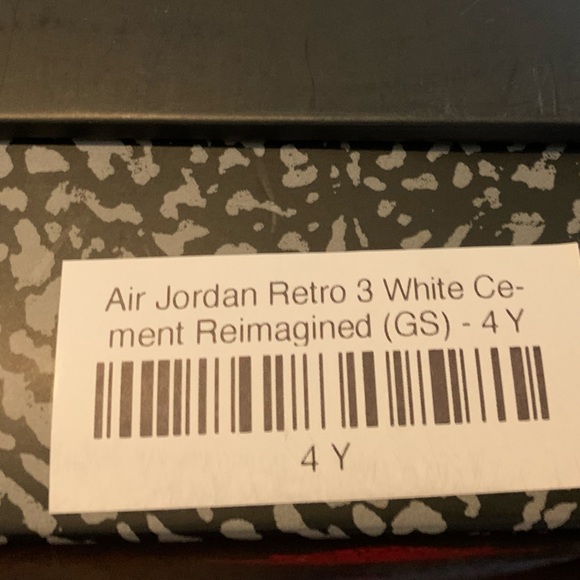 Air Jordan Retro 3 White Ce-
ment Reimagined (GS) - 4 Y
4 Y